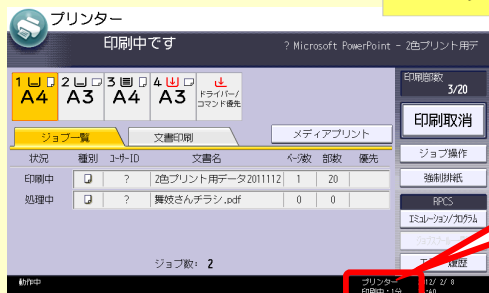 プリンター
印刷中です
? Microsoft PowerPoint - 2色プリント用デ
1 2 3 4
A4 A3 A4 A3
ドライバー/
コマンド優先
印刷部数
3/20
印刷取消
ジョブ一覧 文書印刷 メディアプリント
ジョブ操作
状況 種別 ユーザーID 文書名 ページ数 部数 優先
印刷中 ? 2色プリント用データ2011112 1 20
強制排紙
処理中 ? 舞妓さんチラシ.pdf 0 0
RPCS
エミュレーション/プログラム
ジョブ数: 2
履歴
動作中
プリンター
印刷中:1分